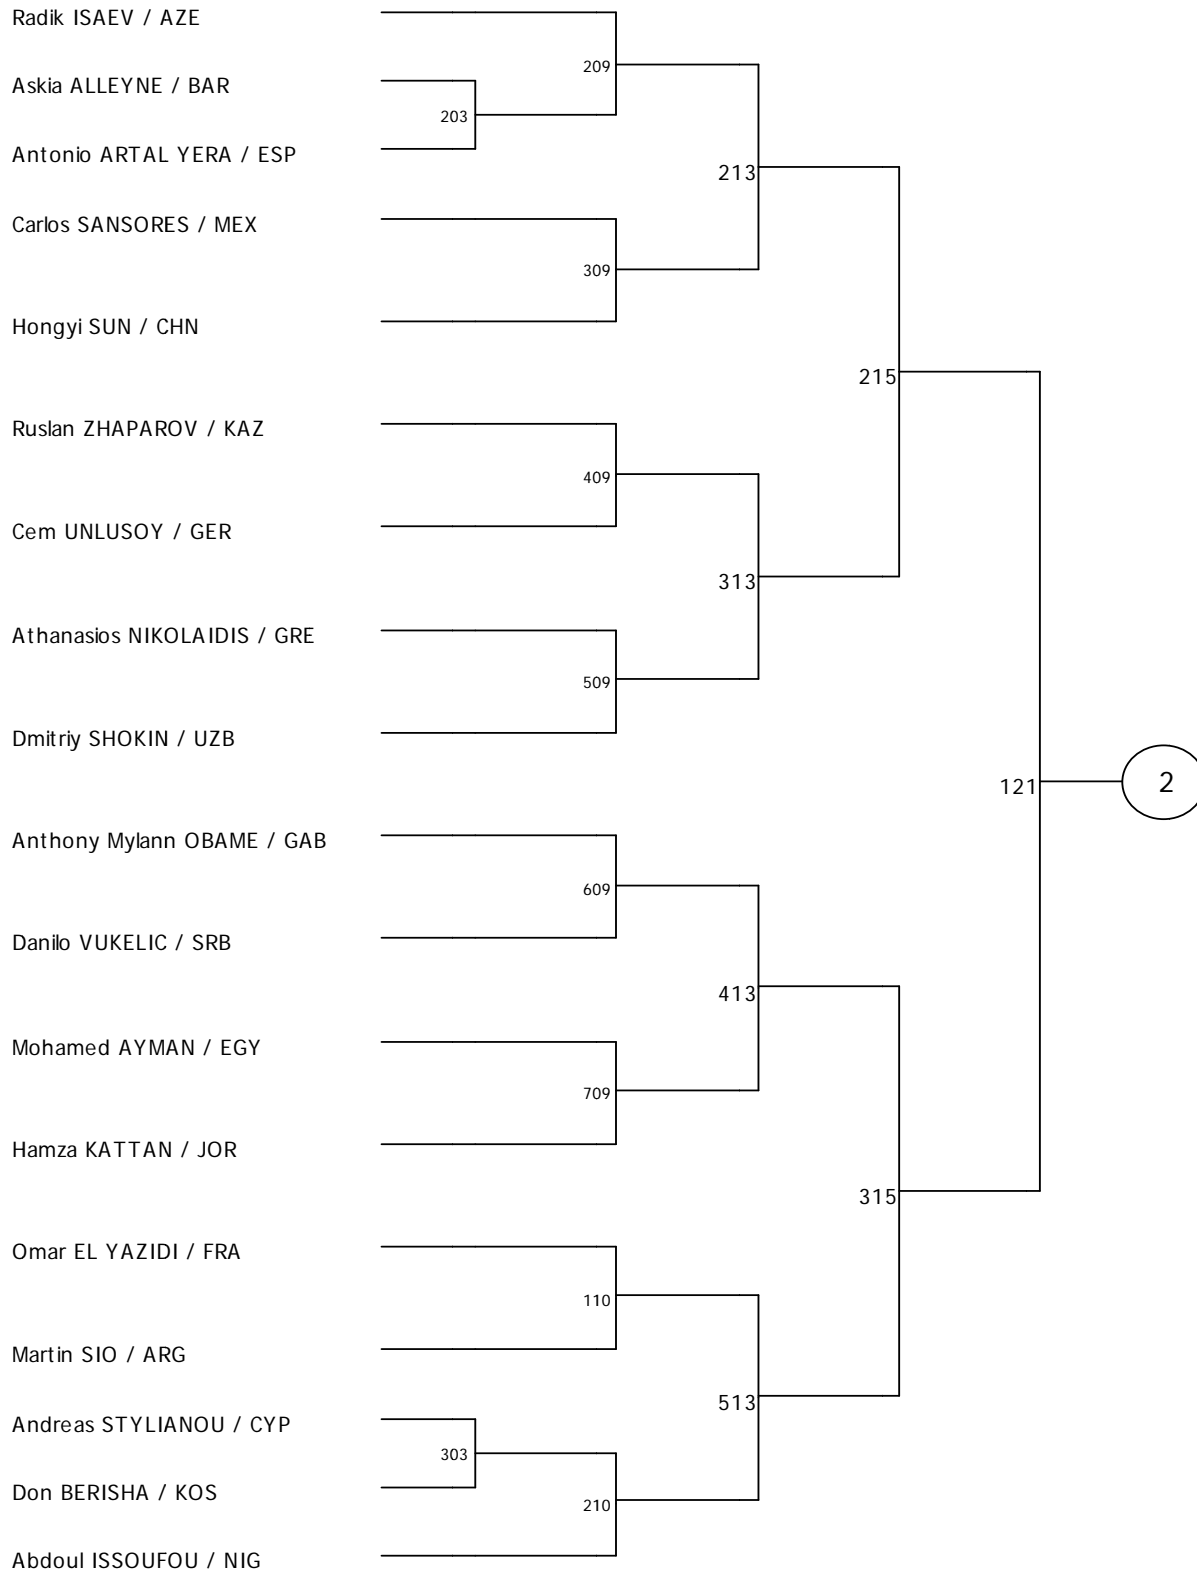 Radik ISAEV / AZE
209
Askia ALLEYNE / BAR
203
Antonio ARTAL YERA / ESP
213
Carlos SANSORES / MEX
309
Hongyi SUN / CHN
215
Ruslan ZHAPAROV / KAZ
409
Cem UNLUSOY / GER
313
Athanasios NIKOLAIDIS / GRE
509
Dmitriy SHOKIN / UZB
121
2
Anthony Mylann OBAME / GAB
609
Danilo VUKELIC / SRB
413
Mohamed AYMAN / EGY
709
Hamza KATTAN / JOR
315
Omar EL YAZIDI / FRA
110
Martin SIO / ARG
513
Andreas STYLIANOU / CYP
303
Don BERISHA / KOS
210
Abdoul ISSOUFOU / NIG